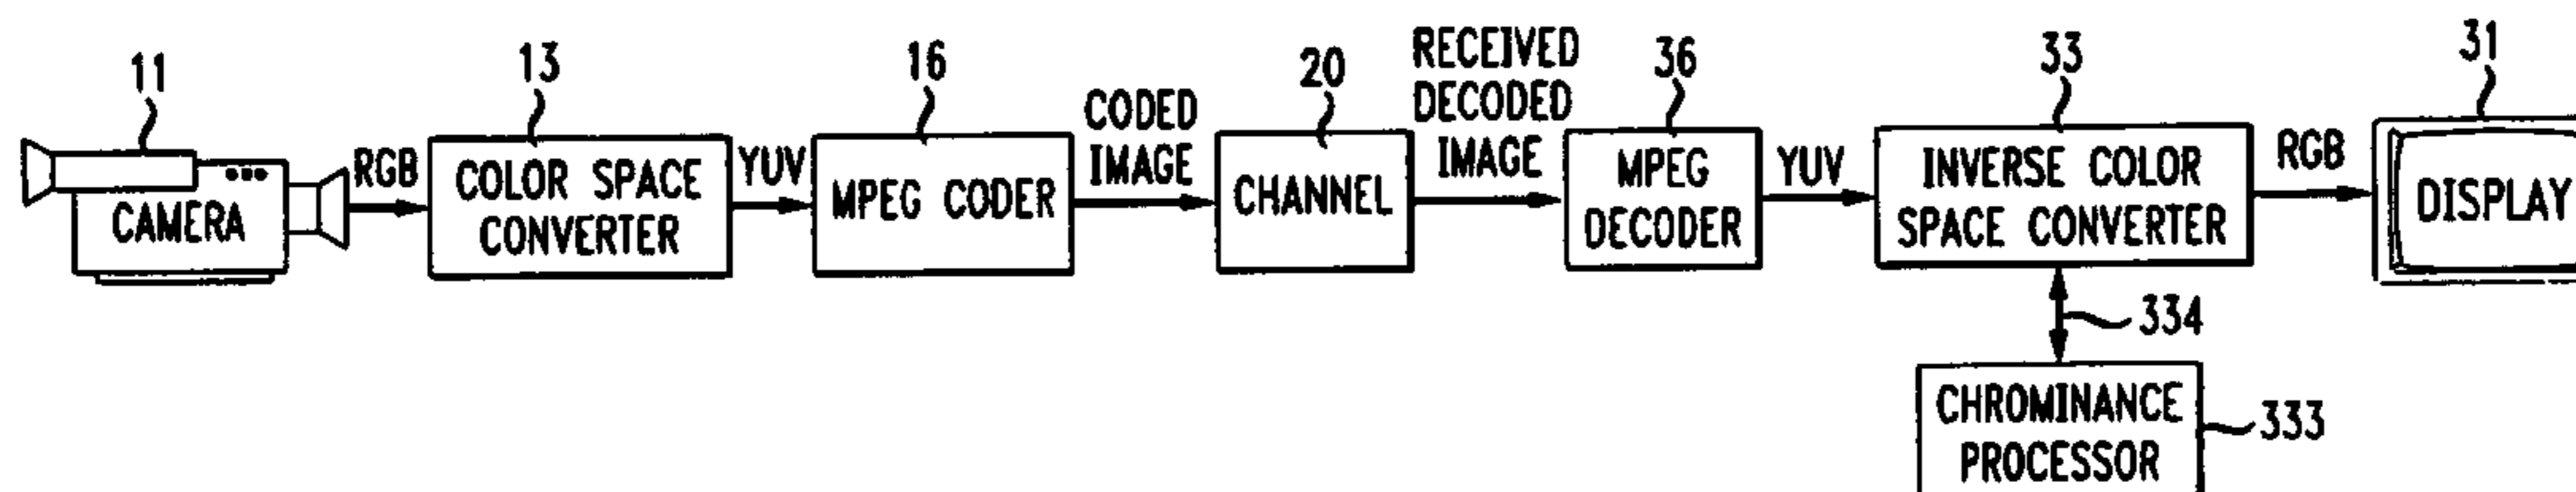 11
CAMERA
RGB
13
COLOR SPACE
CONVERTER
YUV
16
MPEG CODER
CODED
IMAGE
20
CHANNEL
RECEIVED
DECODED
IMAGE
36
MPEG
DECODER
YUV
33
INVERSE COLOR
SPACE CONVERTER
RGB
31
DISPLAY
334
CHROMINANCE
PROCESSOR
333